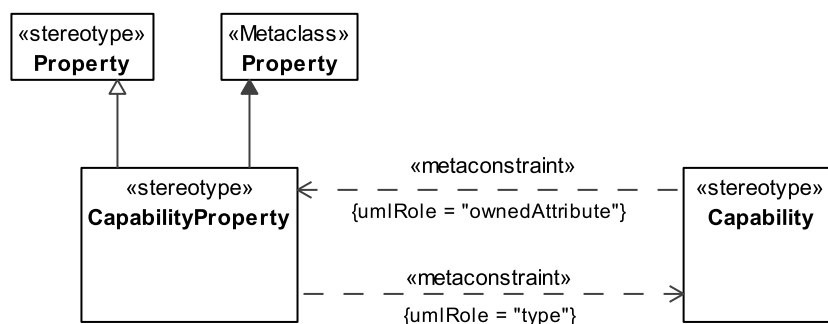 «stereotype»
Property
«Metaclass»
Property
«metaconstraint»
{umlRole = "ownedAttribute"}
«stereotype»
CapabilityProperty
«stereotype»
Capability
«metaconstraint»
{umlRole = "type"}